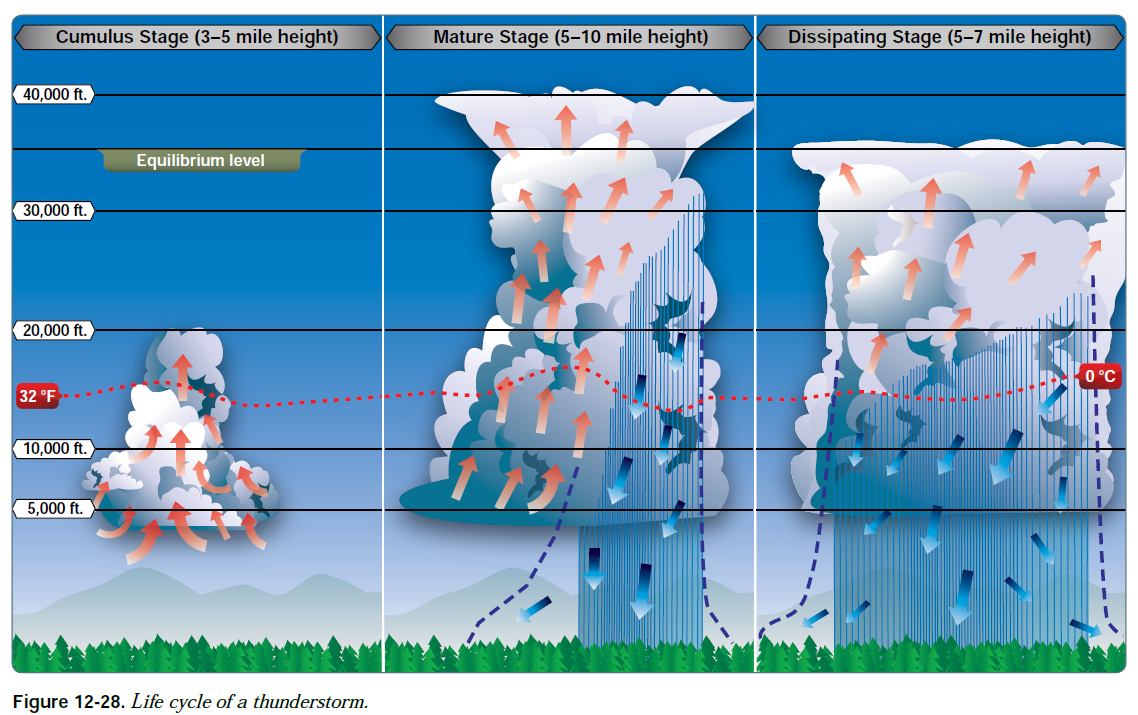 Cumulus Stage (3–5 mile height)
Mature Stage (5–10 mile height)
Dissipating Stage (5–7 mile height)
40,000 ft.
Equilibrium level
30,000 ft.
20,000 ft.
32 °F
0 °C
10,000 ft.
5,000 ft.
Figure 12-28. Life cycle of a thunderstorm.